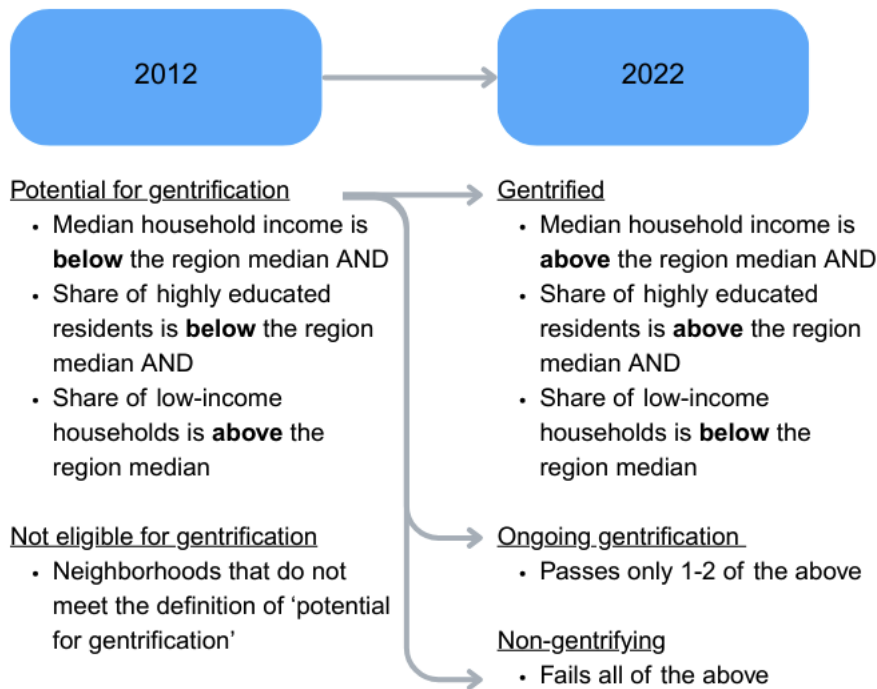 2012
2022
Potential for gentrification
• Median household income is
below the region median AND
• Share of highly educated
residents is below the region
median AND
• Share of low-income
households is above the
region median
Not eligible for gentrification
• Neighborhoods that do not
meet the definition of ‘potential
for gentrification’
Gentrified
• Median household income is
above the region median AND
• Share of highly educated
residents is above the region
median AND
• Share of low-income
households is below the
region median
Ongoing gentrification
• Passes only 1-2 of the above
Non-gentrifying
• Fails all of the above